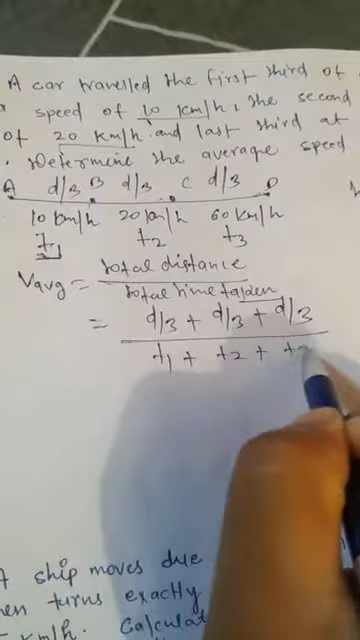 A car travelled the first third of
speed of 10 km/h, the second
of 20 km/h and last third at
. Determine the average speed
A d/3 B d/3 C d/3 D
10 km/h 20 km/h 60 km/h
t1 t2 t3
Vavg = total distance
total time taken
= d/3 + d/3 + d/3
t1 + t2 + t3
A ship moves due
then turns exactly
km/h. Calculat